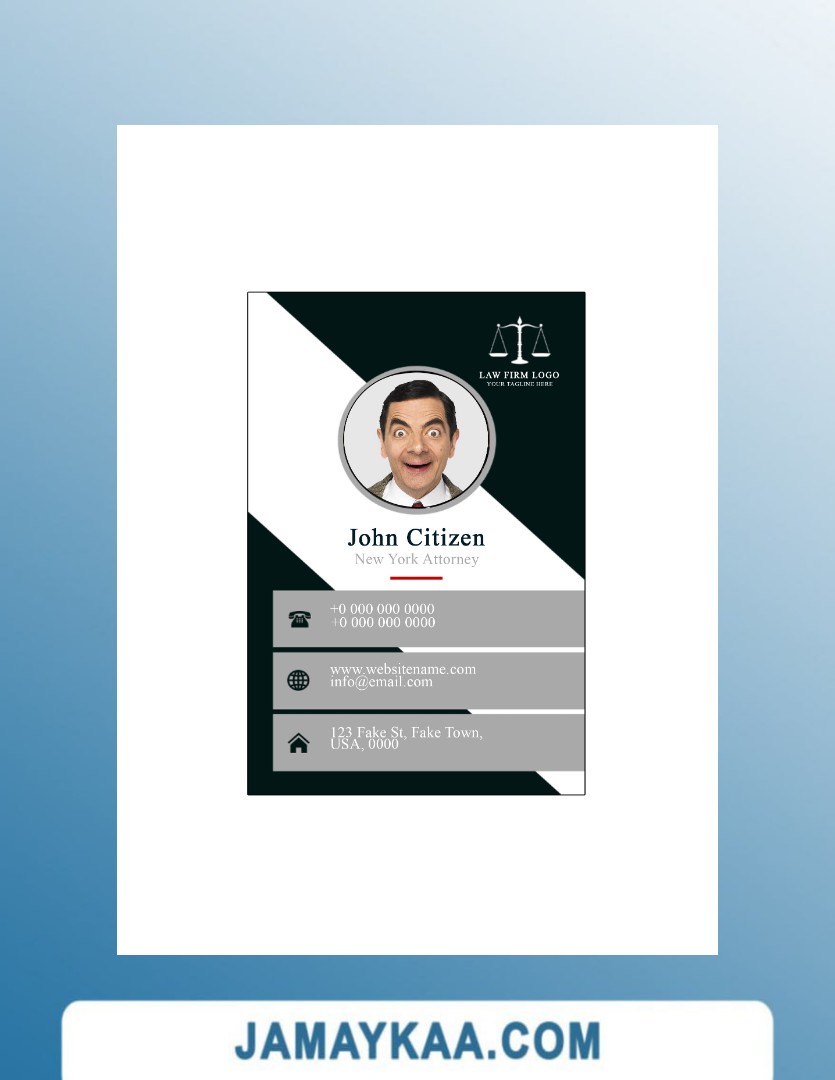 LAW FIRM LOGO
YOUR TAGLINE HERE
John Citizen
New York Attorney
+0 000 000 0000
+0 000 000 0000
www.websitename.com
info@email.com
123 Fake St, Fake Town,
USA, 0000
JAMAYKAA.COM